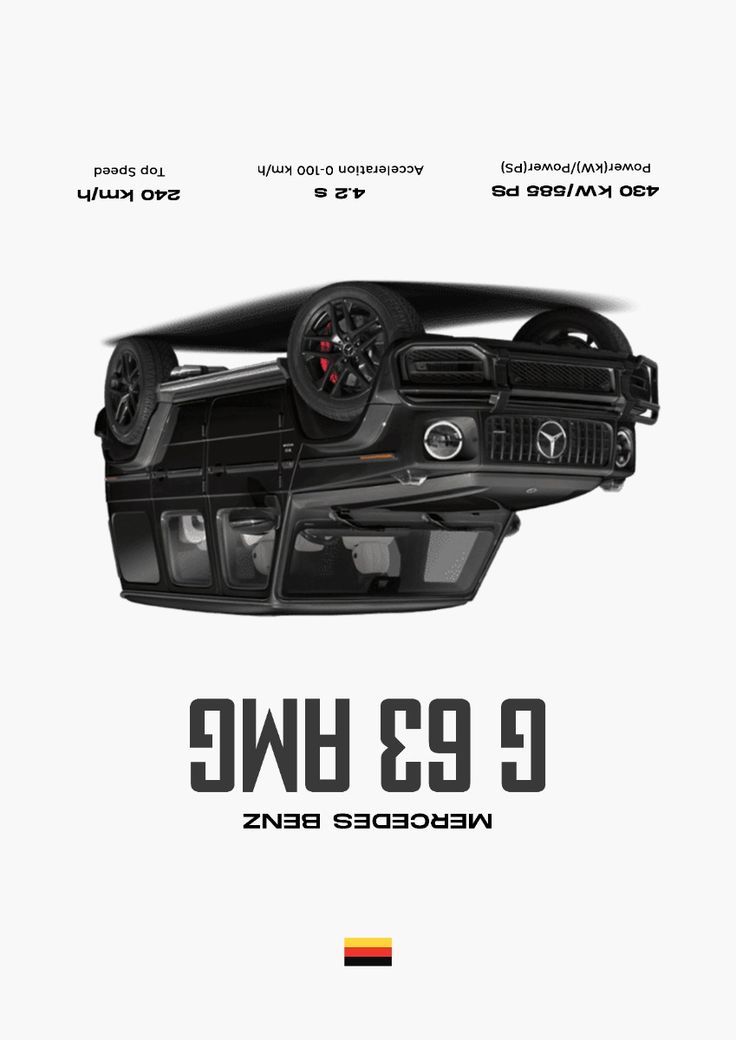 MERCEDES BENZ
G 63 AMG
430 kW/585 PS
Power(kW)/Power(PS)
4.2 s
Acceleration 0-100 km/h
240 km/h
Top Speed